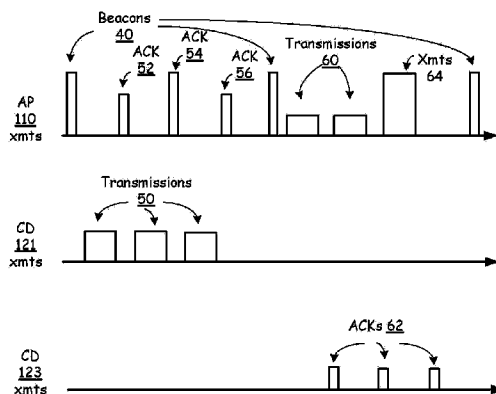 Beacons
40
ACK
52
ACK
54
ACK
56
Transmissions
60
Xmts
64
AP
110
xmts
Transmissions
50
CD
121
xmts
ACKs 62
CD
123
xmts